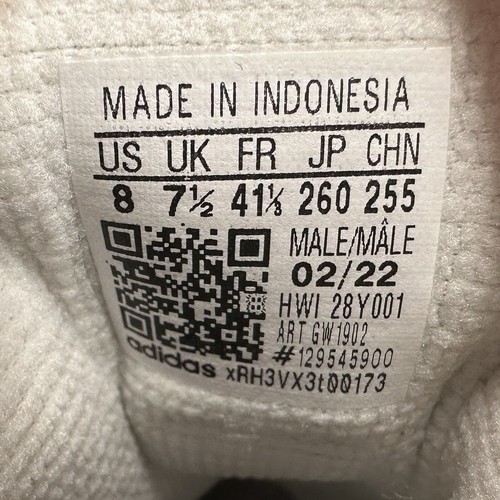 MADE IN INDONESIA
US UK FR JP CHN
8 7½ 41⅓ 260 255
MALE/MÂLE
02/22
HWI 28Y001
ART GW1902
#129545900
adidas xRH3VX3t00173